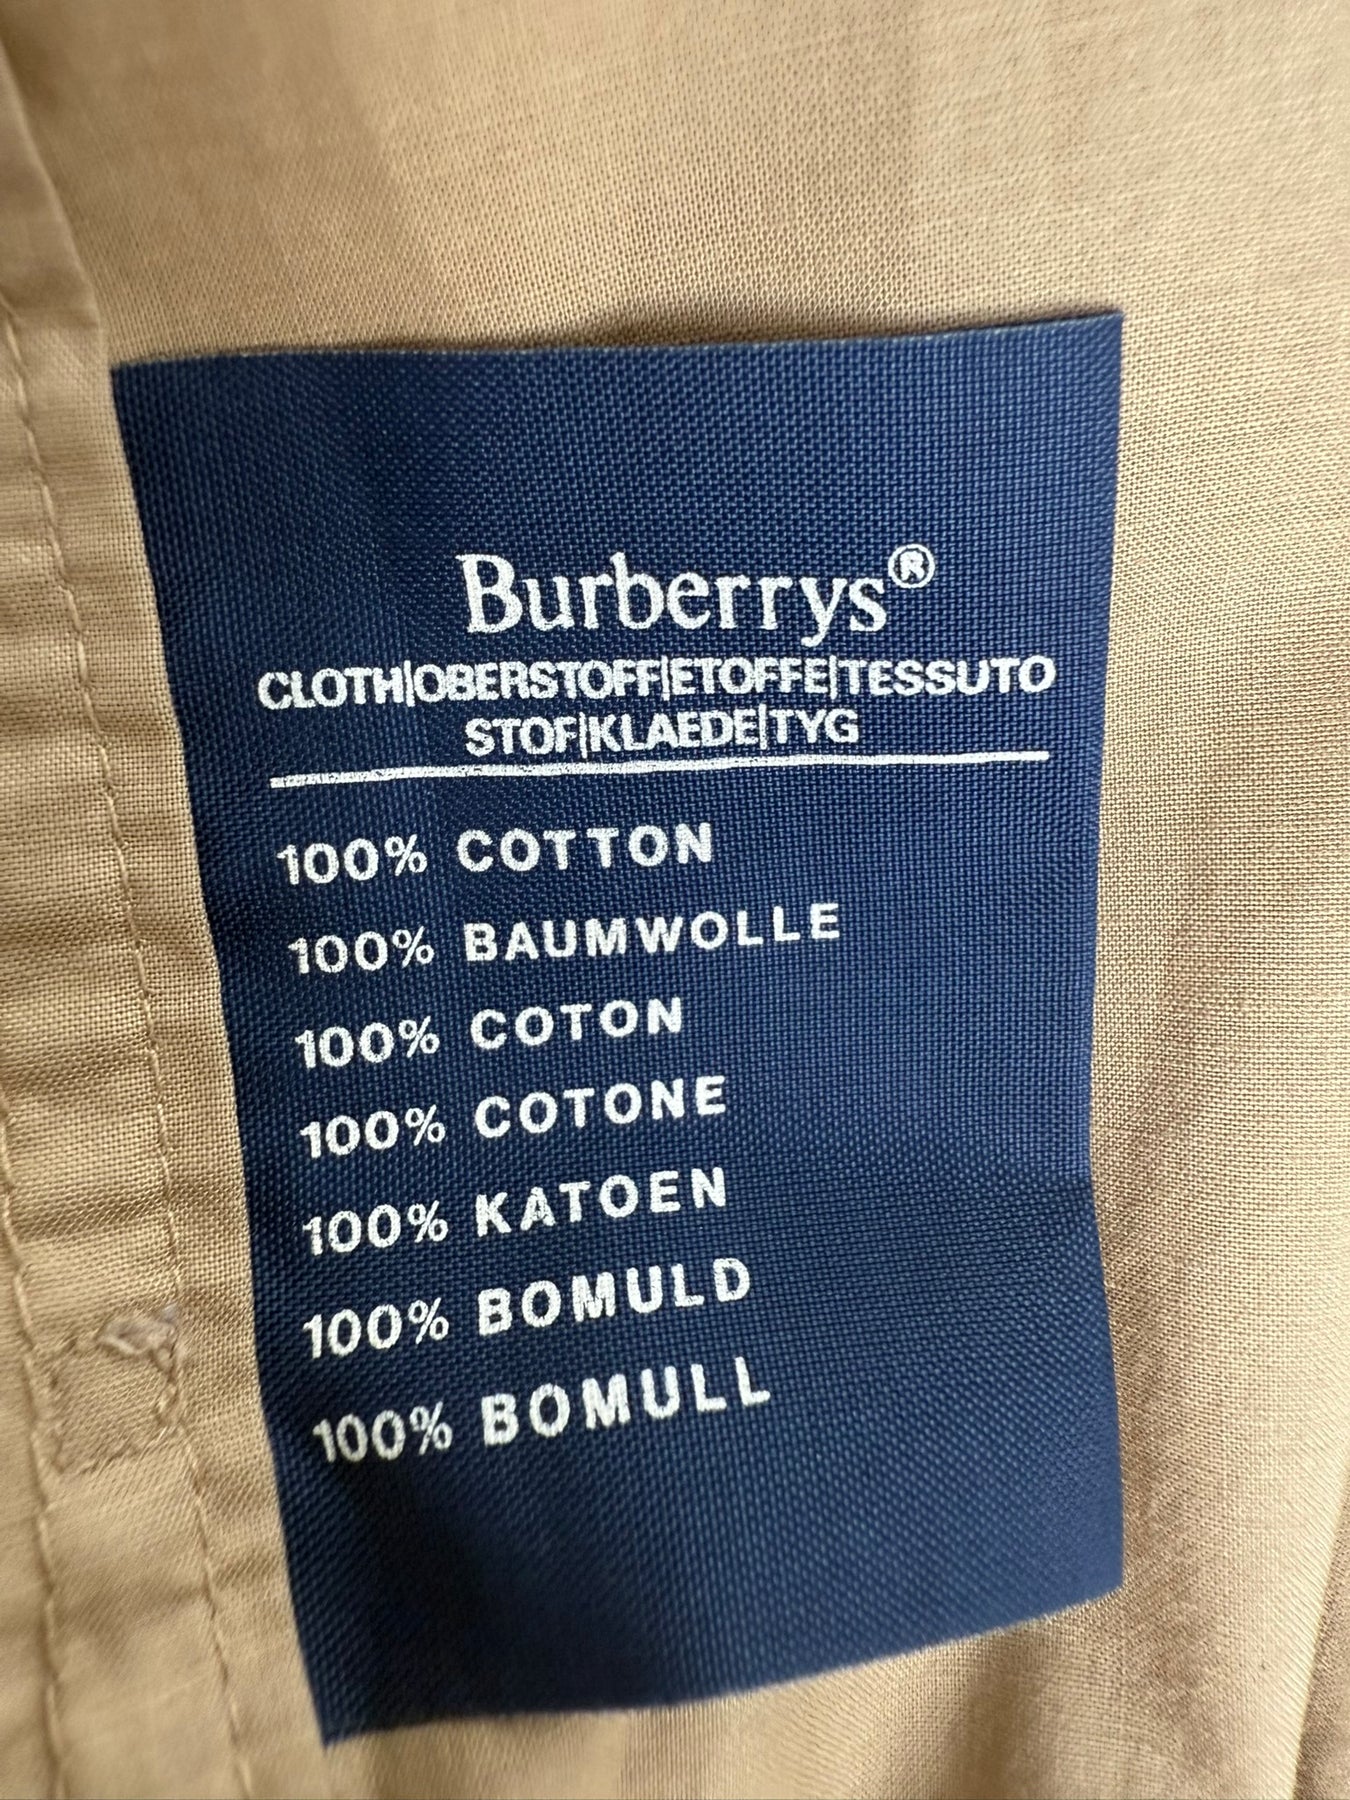 Burberrys®
CLOTH|OBERSTOFF|ETOFFE|TESSUTO
STOF|KLAEDE|TYG
100% COTTON
100% BAUMWOLLE
100% COTON
100% COTONE
100% KATOEN
100% BOMULD
100% BOMULL